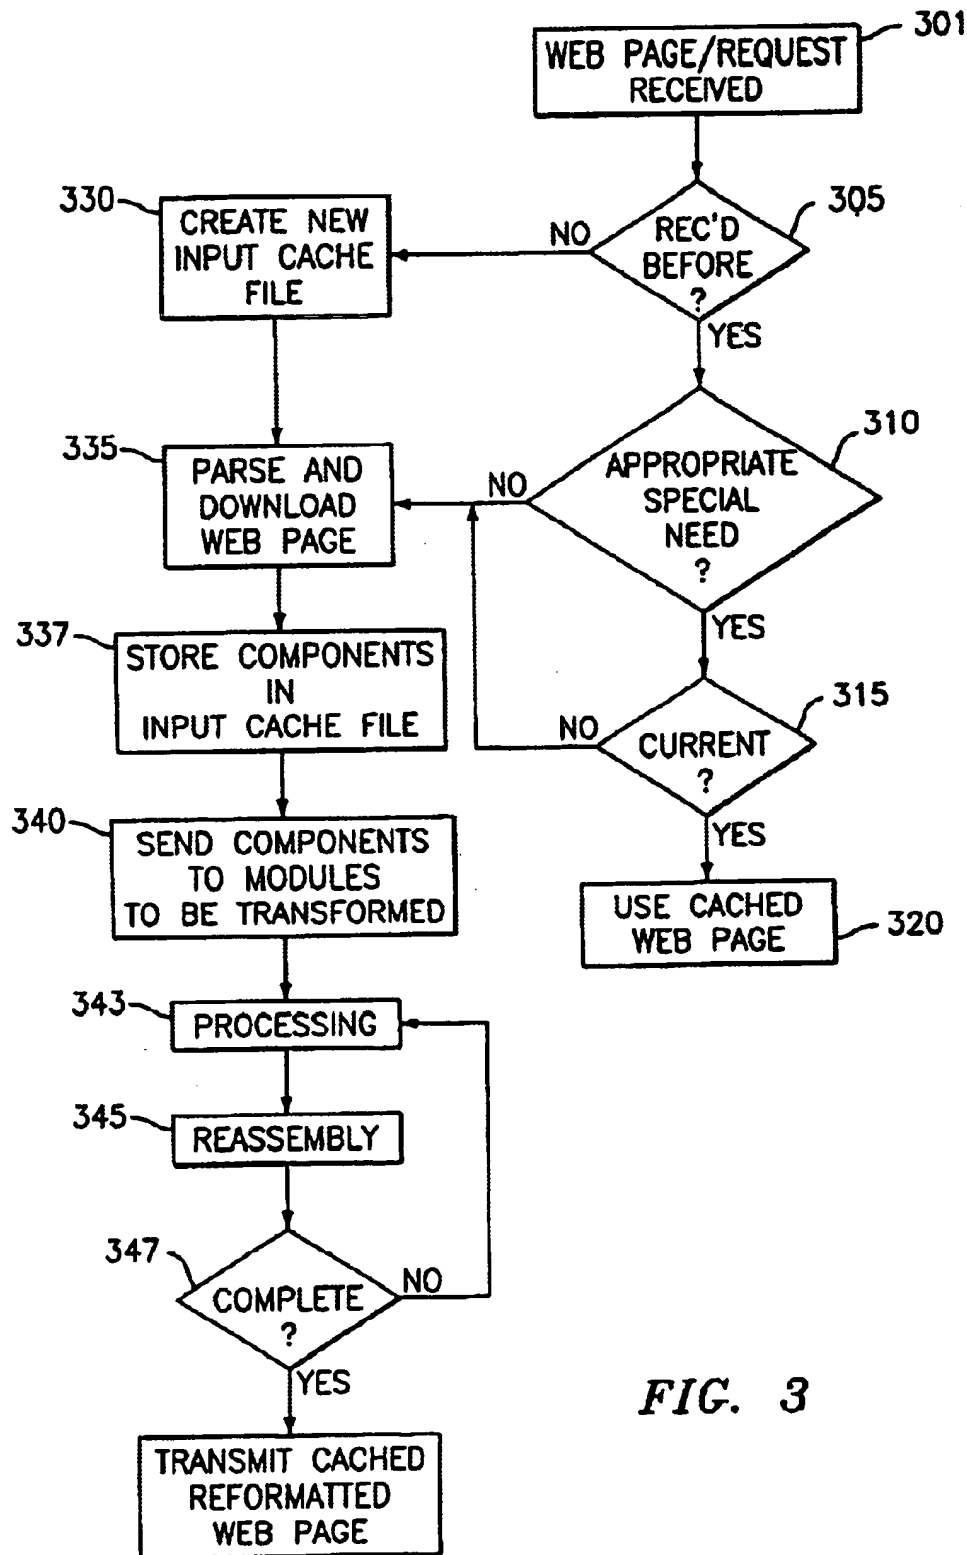 301
WEB PAGE/REQUEST
RECEIVED
305
REC'D
BEFORE
?
NO
YES
330
CREATE NEW
INPUT CACHE
FILE
310
APPROPRIATE
SPECIAL
NEED
?
NO
YES
335
PARSE AND
DOWNLOAD
WEB PAGE
337
STORE COMPONENTS
IN
INPUT CACHE FILE
315
CURRENT
?
NO
YES
340
SEND COMPONENTS
TO MODULES
TO BE TRANSFORMED
USE CACHED
WEB PAGE
320
343
PROCESSING
345
REASSEMBLY
347
COMPLETE
?
NO
YES
TRANSMIT CACHED
REFORMATTED
WEB PAGE
FIG. 3